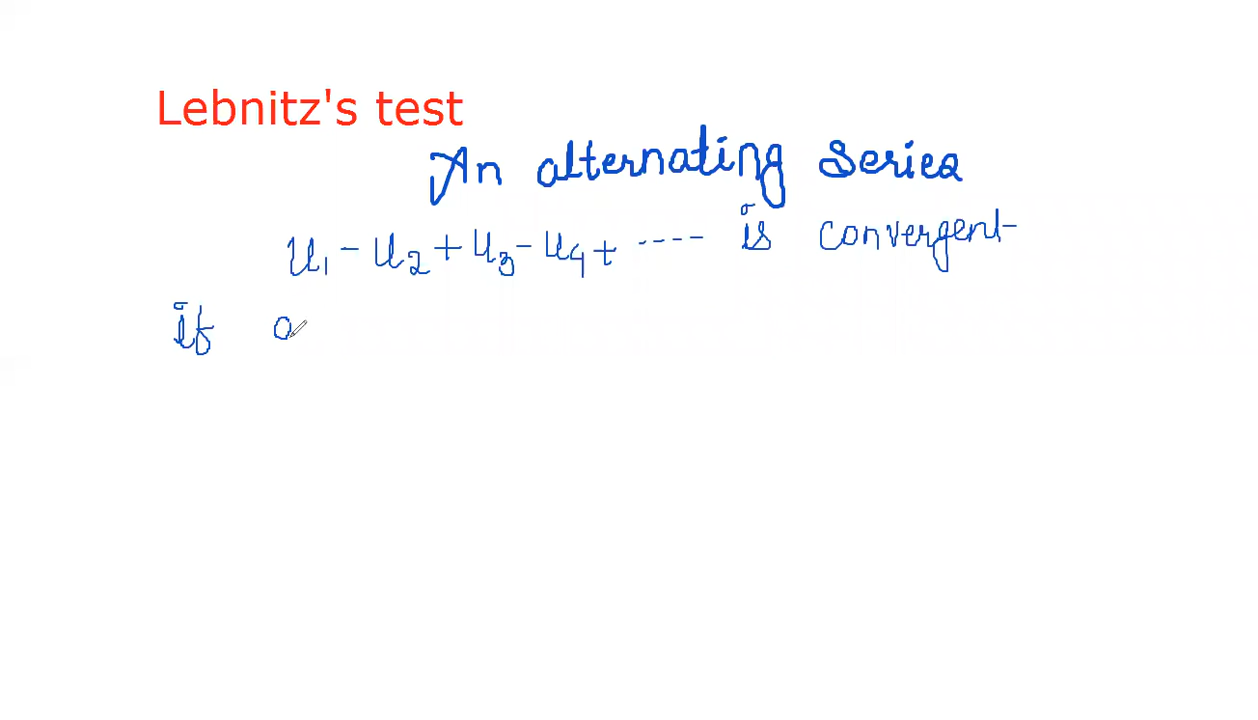 Lebnitz's test
An alternating series
u₁ - u₂ + u₃ - u₄ + ---- is convergent
if